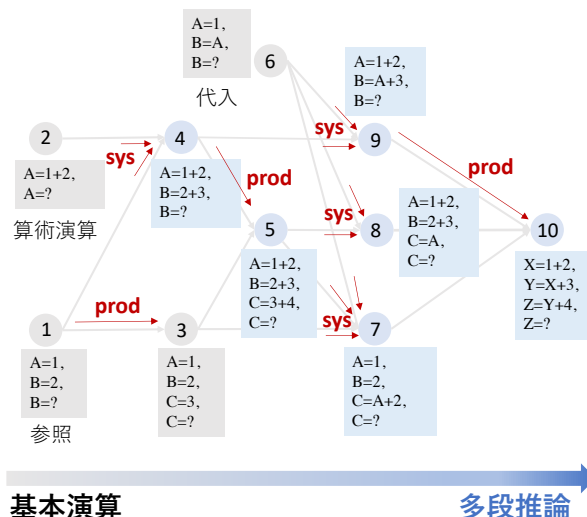 A=1,
B=A,
B=?
6
代入
A=1+2,
B=A+3,
B=?
2
sys
4
sys
9
A=1+2,
A=?
算術演算
A=1+2,
B=2+3,
B=?
prod
prod
5
sys
8
A=1+2,
B=2+3,
C=A,
C=?
10
A=1+2,
B=2+3,
C=3+4,
C=?
X=1+2,
Y=X+3,
Z=Y+4,
Z=?
1
prod
3
sys
7
A=1,
B=2,
B=?
参照
A=1,
B=2,
C=3,
C=?
A=1,
B=2,
C=A+2,
C=?
基本演算
多段推論